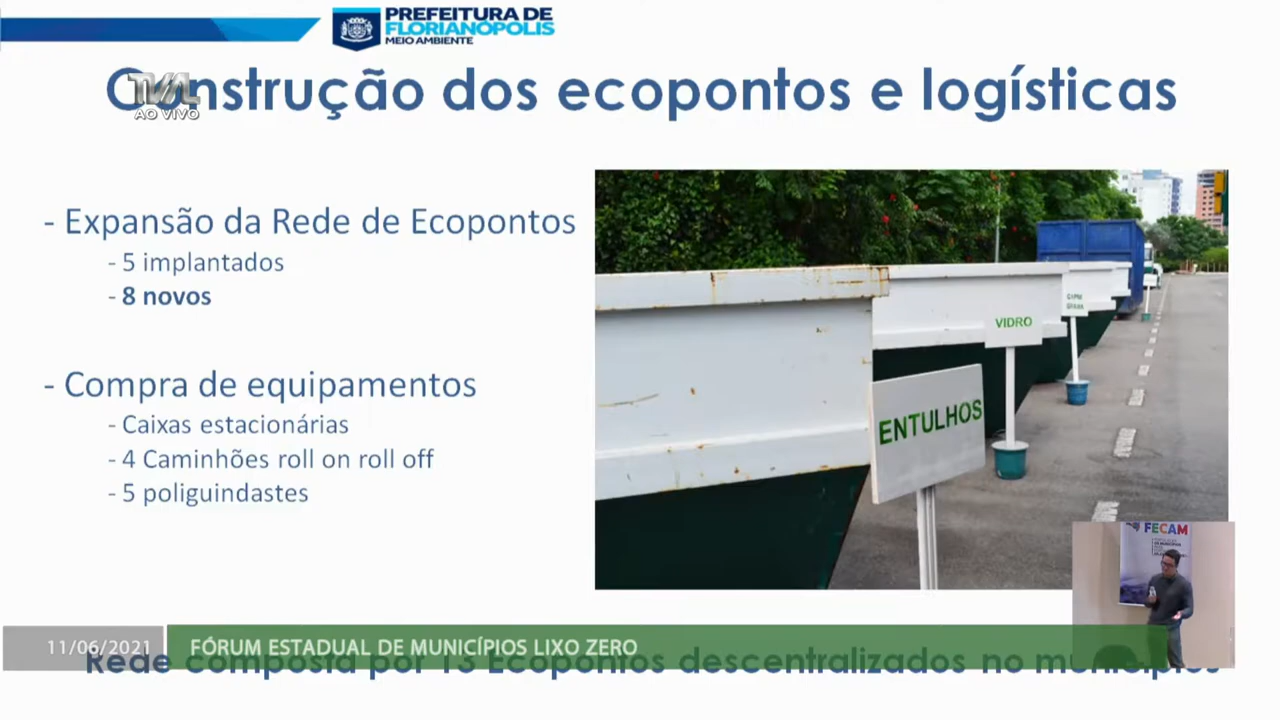 PREFEITURA DE
FLORIANÓPOLIS
MEIO AMBIENTE
Construção dos ecopontos e logísticas
TVAL
AO VIVO
- Expansão da Rede de Ecopontos
- 5 implantados
- 8 novos
- Compra de equipamentos
- Caixas estacionárias
- 4 Caminhões roll on roll off
- 5 poliguindastes
VIDRO
ENTULHOS
FECAM
11/06/2021
FÓRUM ESTADUAL DE MUNICÍPIOS LIXO ZERO
Rede composta por 13 Ecopontos descentralizados no municípios